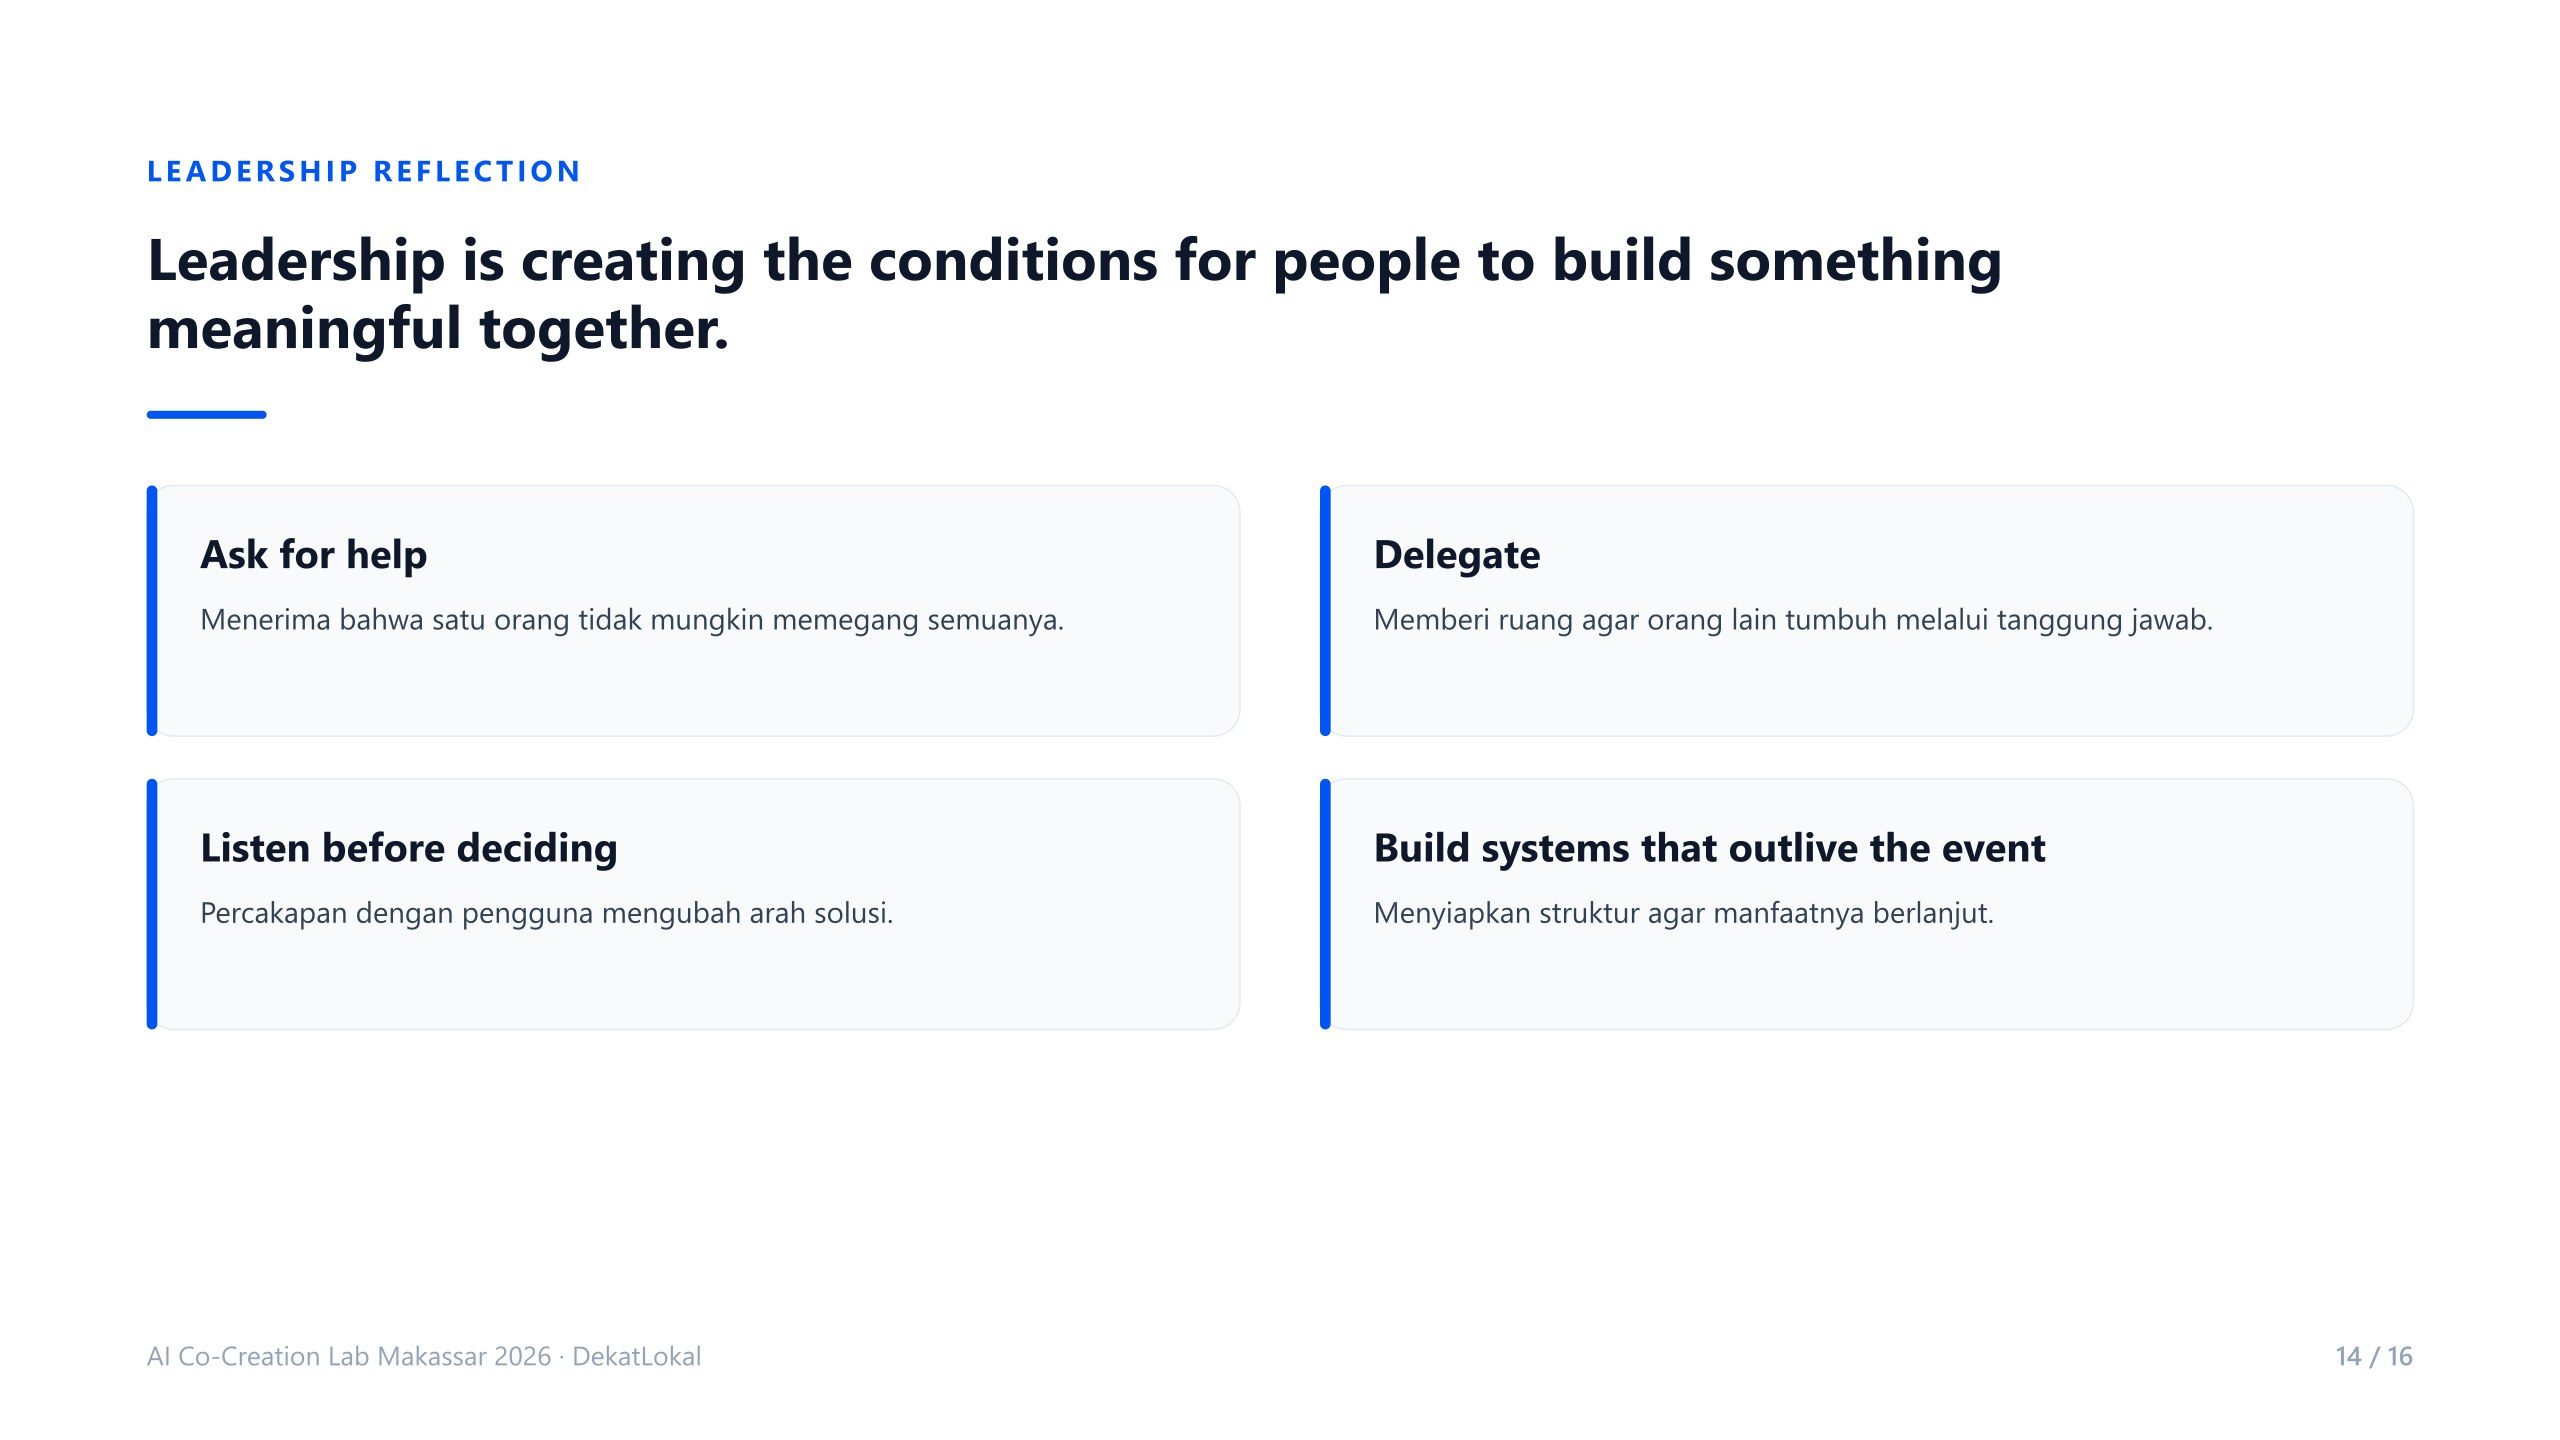 LEADERSHIP REFLECTION
Leadership is creating the conditions for people to build something
meaningful together.
Ask for help
Menerima bahwa satu orang tidak mungkin memegang semuanya.
Delegate
Memberi ruang agar orang lain tumbuh melalui tanggung jawab.
Listen before deciding
Percakapan dengan pengguna mengubah arah solusi.
Build systems that outlive the event
Menyiapkan struktur agar manfaatnya berlanjut.
AI Co-Creation Lab Makassar 2026 · DekatLokal
14 / 16